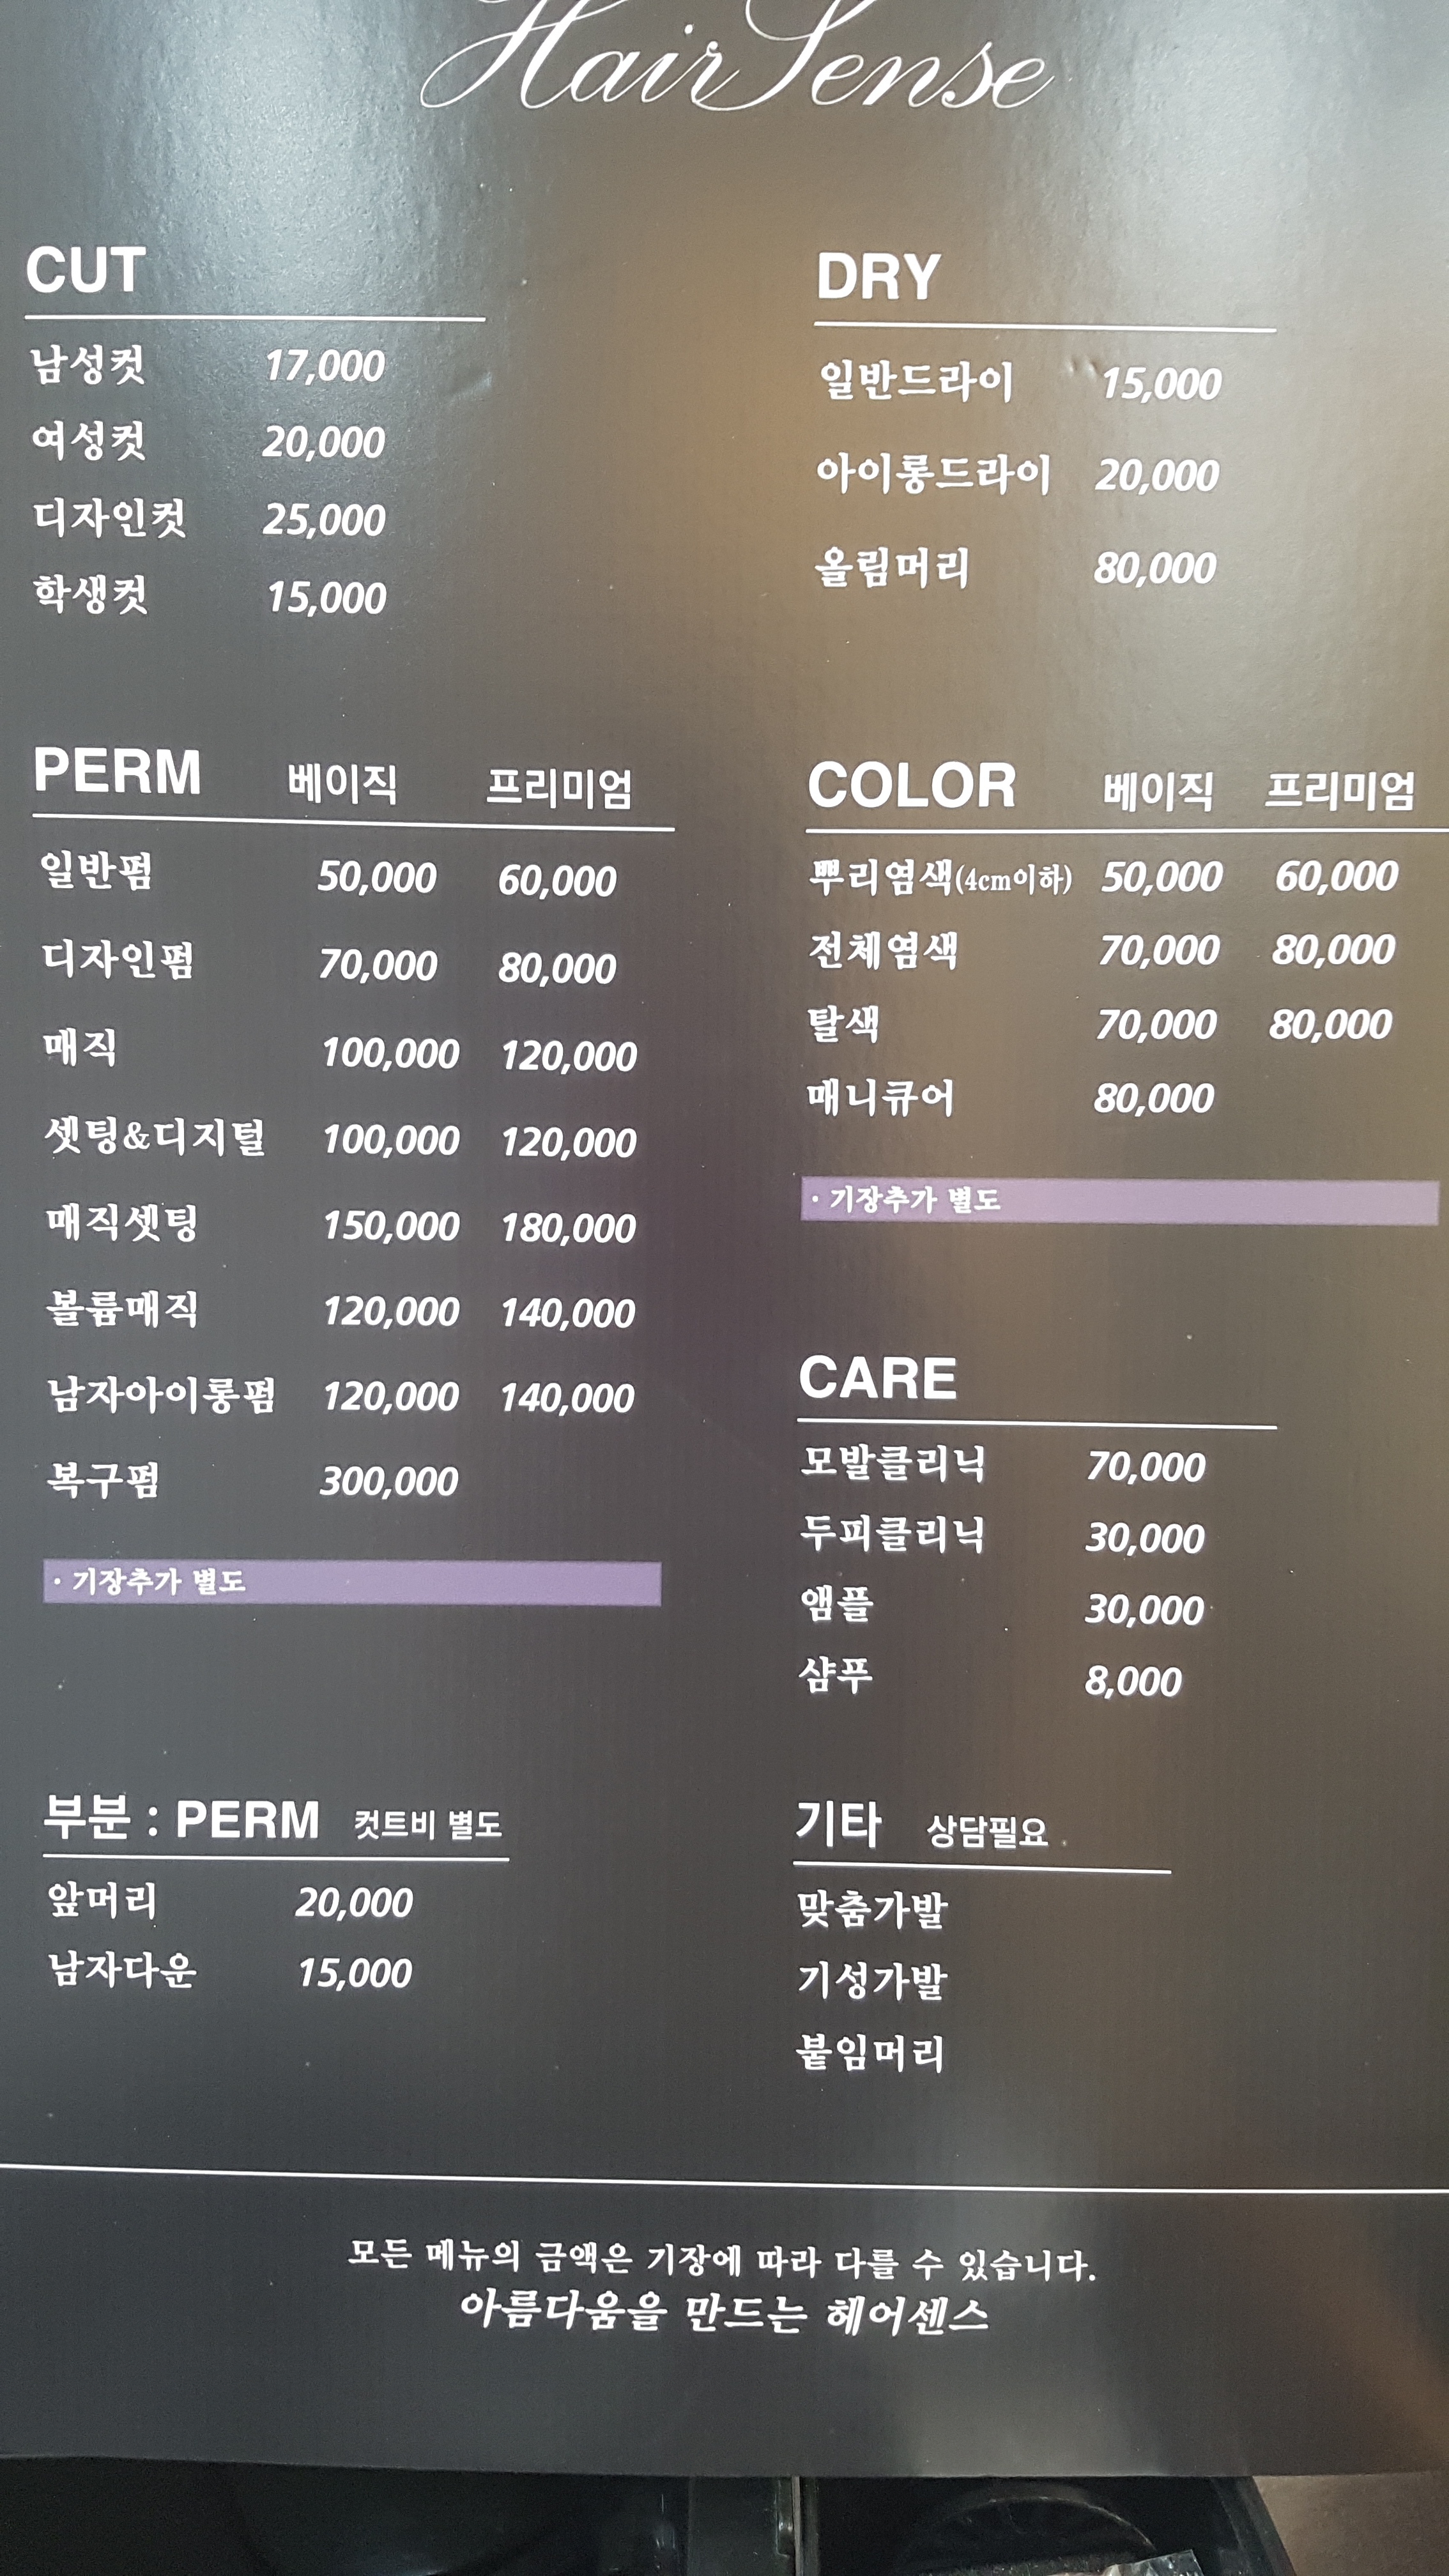 Hair Sense
CUT
남성컷 17,000
여성컷 20,000
디자인컷 25,000
학생컷 15,000
DRY
일반드라이 15,000
아이롱드라이 20,000
올림머리 80,000
PERM 베이직 프리미엄
일반펌 50,000 60,000
디자인펌 70,000 80,000
매직 100,000 120,000
셋팅&디지털 100,000 120,000
매직셋팅 150,000 180,000
볼륨매직 120,000 140,000
남자아이롱펌 120,000 140,000
복구펌 300,000
· 기장추가 별도
COLOR 베이직 프리미엄
뿌리염색(4cm이하) 50,000 60,000
전체염색 70,000 80,000
탈색 70,000 80,000
매니큐어 80,000
· 기장추가 별도
CARE
모발클리닉 70,000
두피클리닉 30,000
앰플 30,000
샴푸 8,000
부분 : PERM 컷트비 별도
앞머리 20,000
남자다운 15,000
기타 상담필요
맞춤가발
기성가발
붙임머리
모든 메뉴의 금액은 기장에 따라 다를 수 있습니다.
아름다움을 만드는 헤어센스